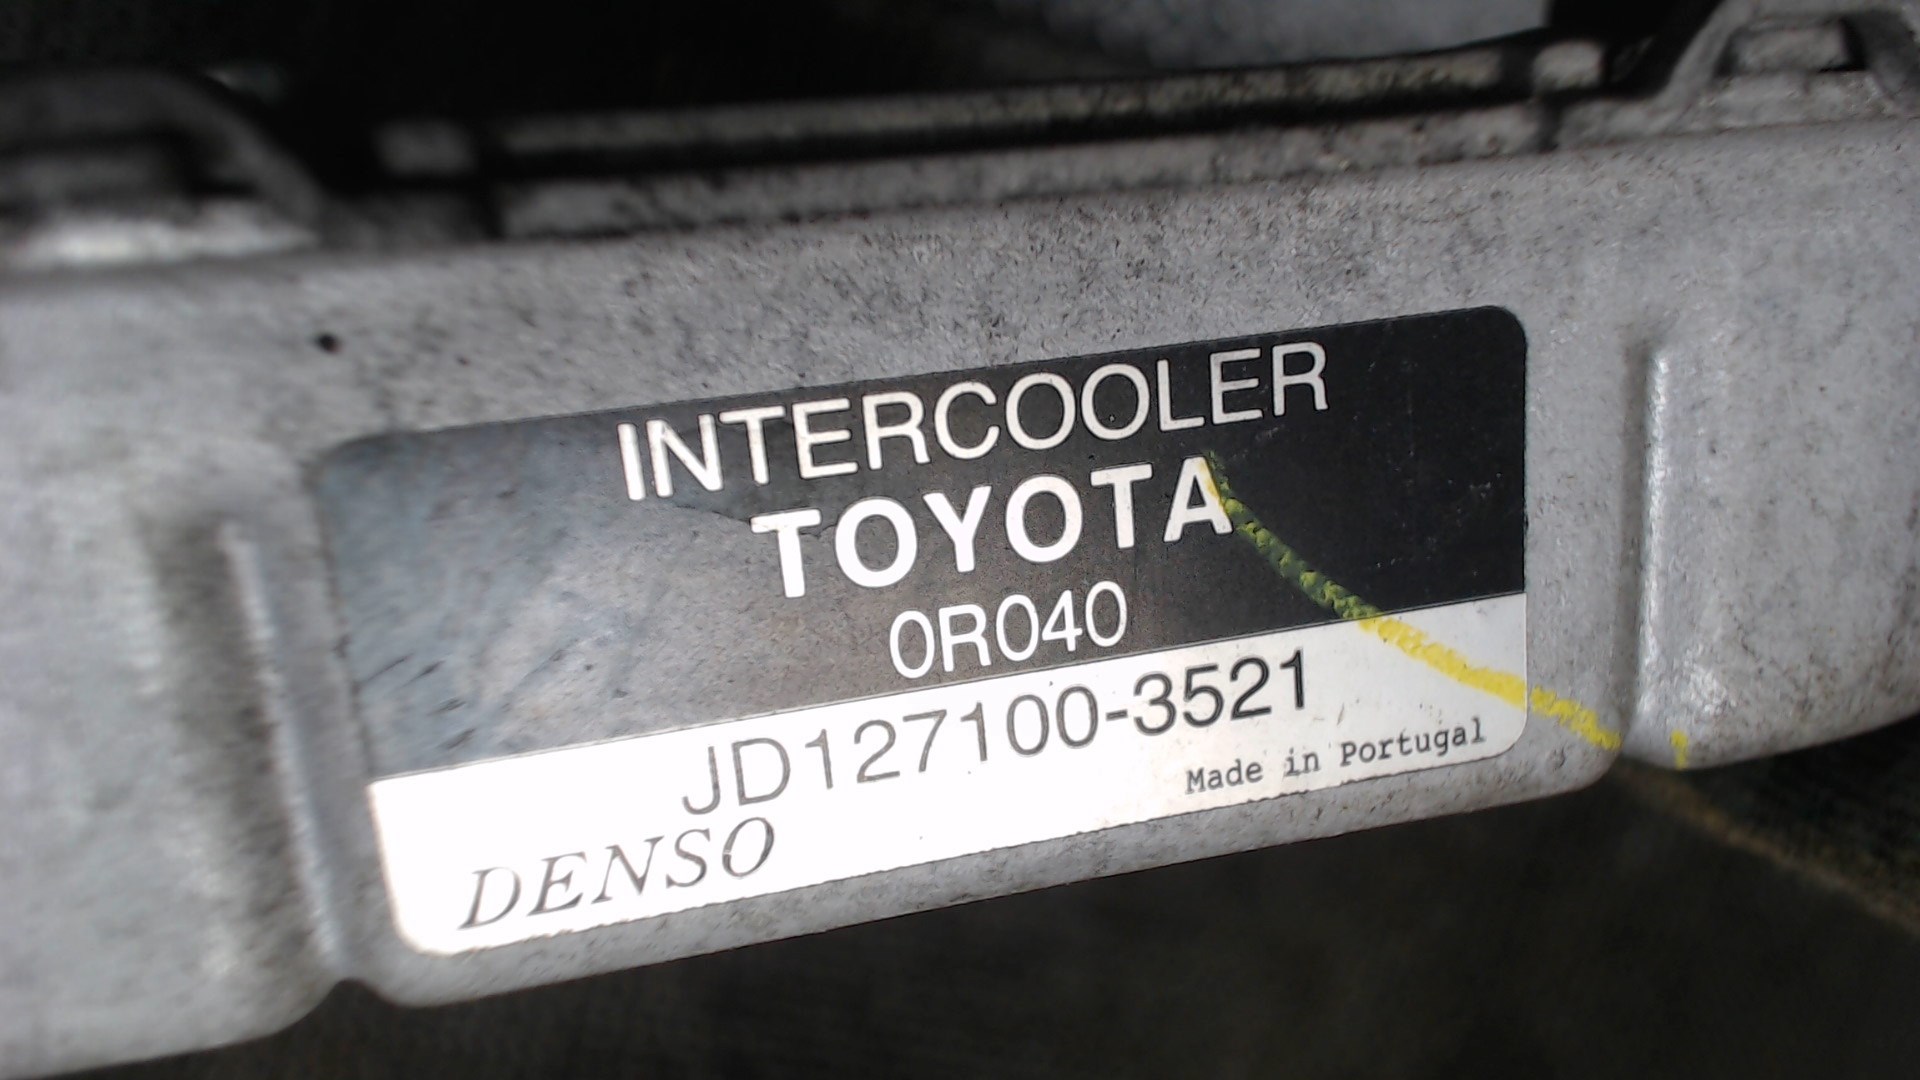 INTERCOOLER
TOYOTA
0R040
JD127100-3521
Made in Portugal
DENSO